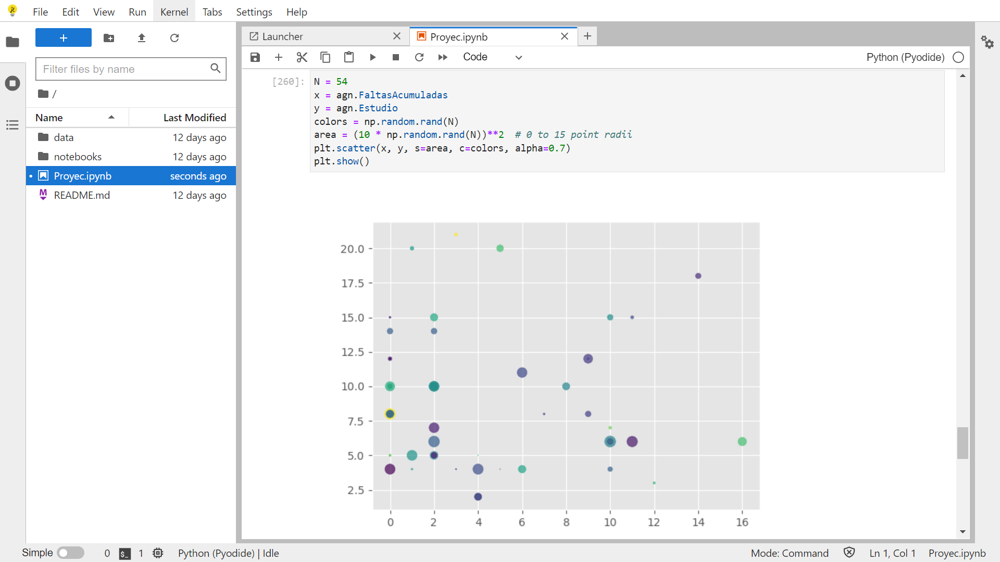 File Edit View Run Kernel Tabs Settings Help
+
Filter files by name
/
Name Last Modified
data 12 days ago
notebooks 12 days ago
Proyec.ipynb seconds ago
README.md 12 days ago
Launcher
Proyec.ipynb
Code
Python (Pyodide)
[260]:
N = 54
x = agn.FaltasAcumuladas
y = agn.Estudio
colors = np.random.rand(N)
area = (10 * np.random.rand(N))**2  # 0 to 15 point radii
plt.scatter(x, y, s=area, c=colors, alpha=0.7)
plt.show()
20.0
17.5
15.0
12.5
10.0
7.5
5.0
2.5
0 2 4 6 8 10 12 14 16
Simple 0 $_ 1 Python (Pyodide) | Idle Mode: Command Ln 1, Col 1 Proyec.ipynb